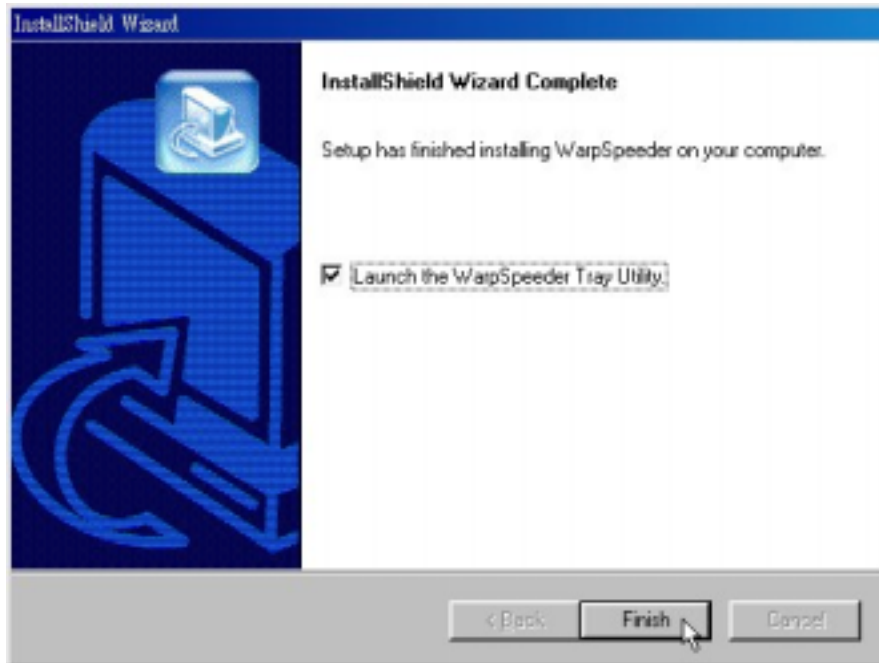 InstallShield Wizard
InstallShield Wizard Complete
Setup has finished installing WarpSpeeder on your computer.
Launch the WarpSpeeder Tray Utility.
< Back
Finish
Cancel